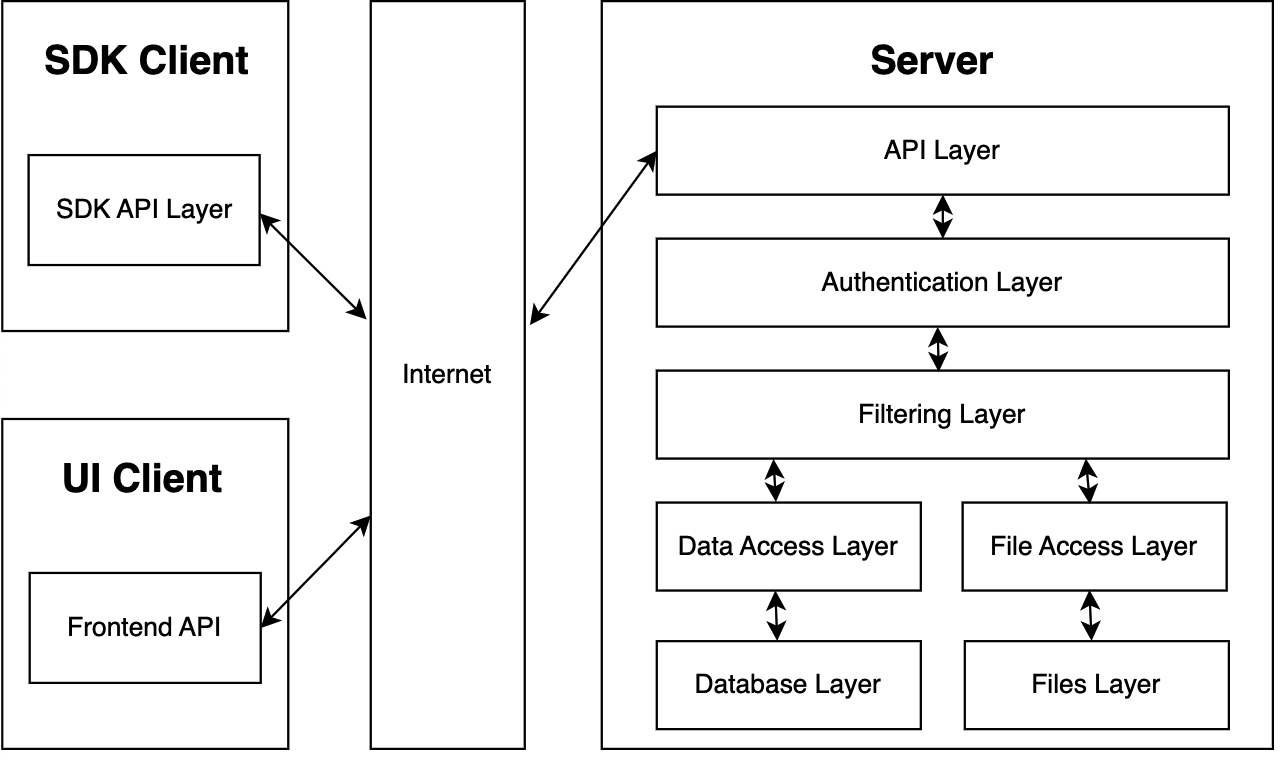 SDK Client
SDK API Layer
UI Client
Frontend API
Internet
Server
API Layer
Authentication Layer
Filtering Layer
Data Access Layer
File Access Layer
Database Layer
Files Layer